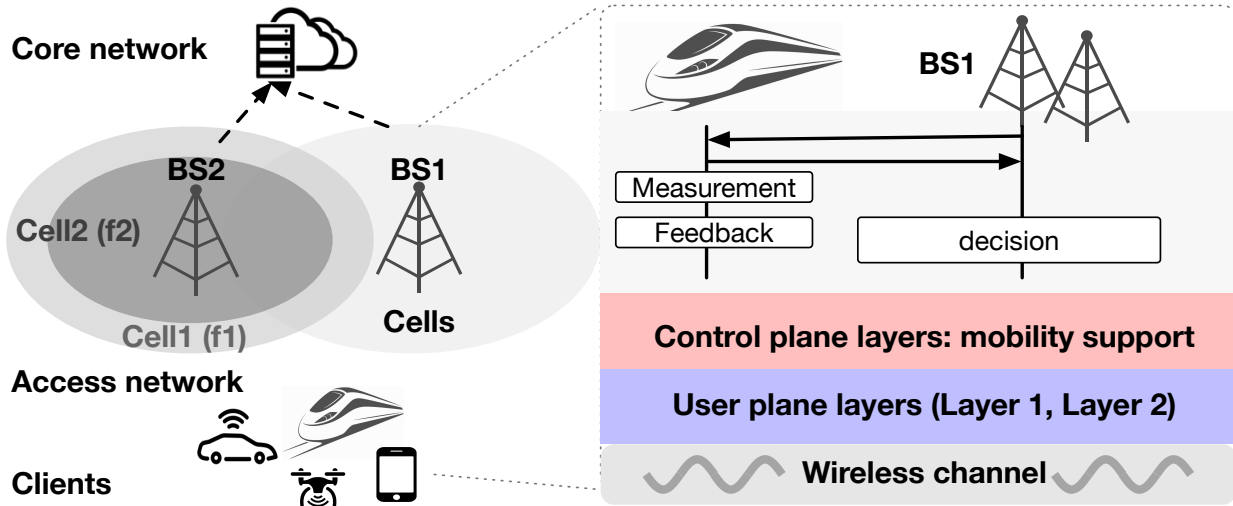 Core network
BS2
BS1
Cell2 (f2)
Cell1 (f1)
Cells
Access network
Clients
BS1
Measurement
Feedback
decision
Control plane layers: mobility support
User plane layers (Layer 1, Layer 2)
Wireless channel